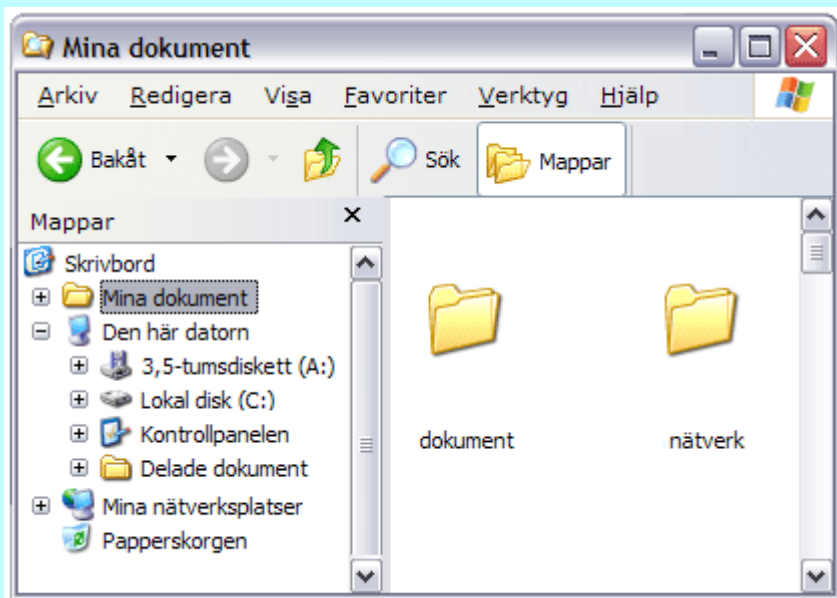 Mina dokument
Arkiv Redigera Visa Favoriter Verktyg Hjälp
Bakåt Sök Mappar
Mappar
Skrivbord
Mina dokument
Den här datorn
3,5-tumsdiskett (A:)
Lokal disk (C:)
Kontrollpanelen
Delade dokument
Mina nätverksplatser
Papperskorgen
dokument nätverk